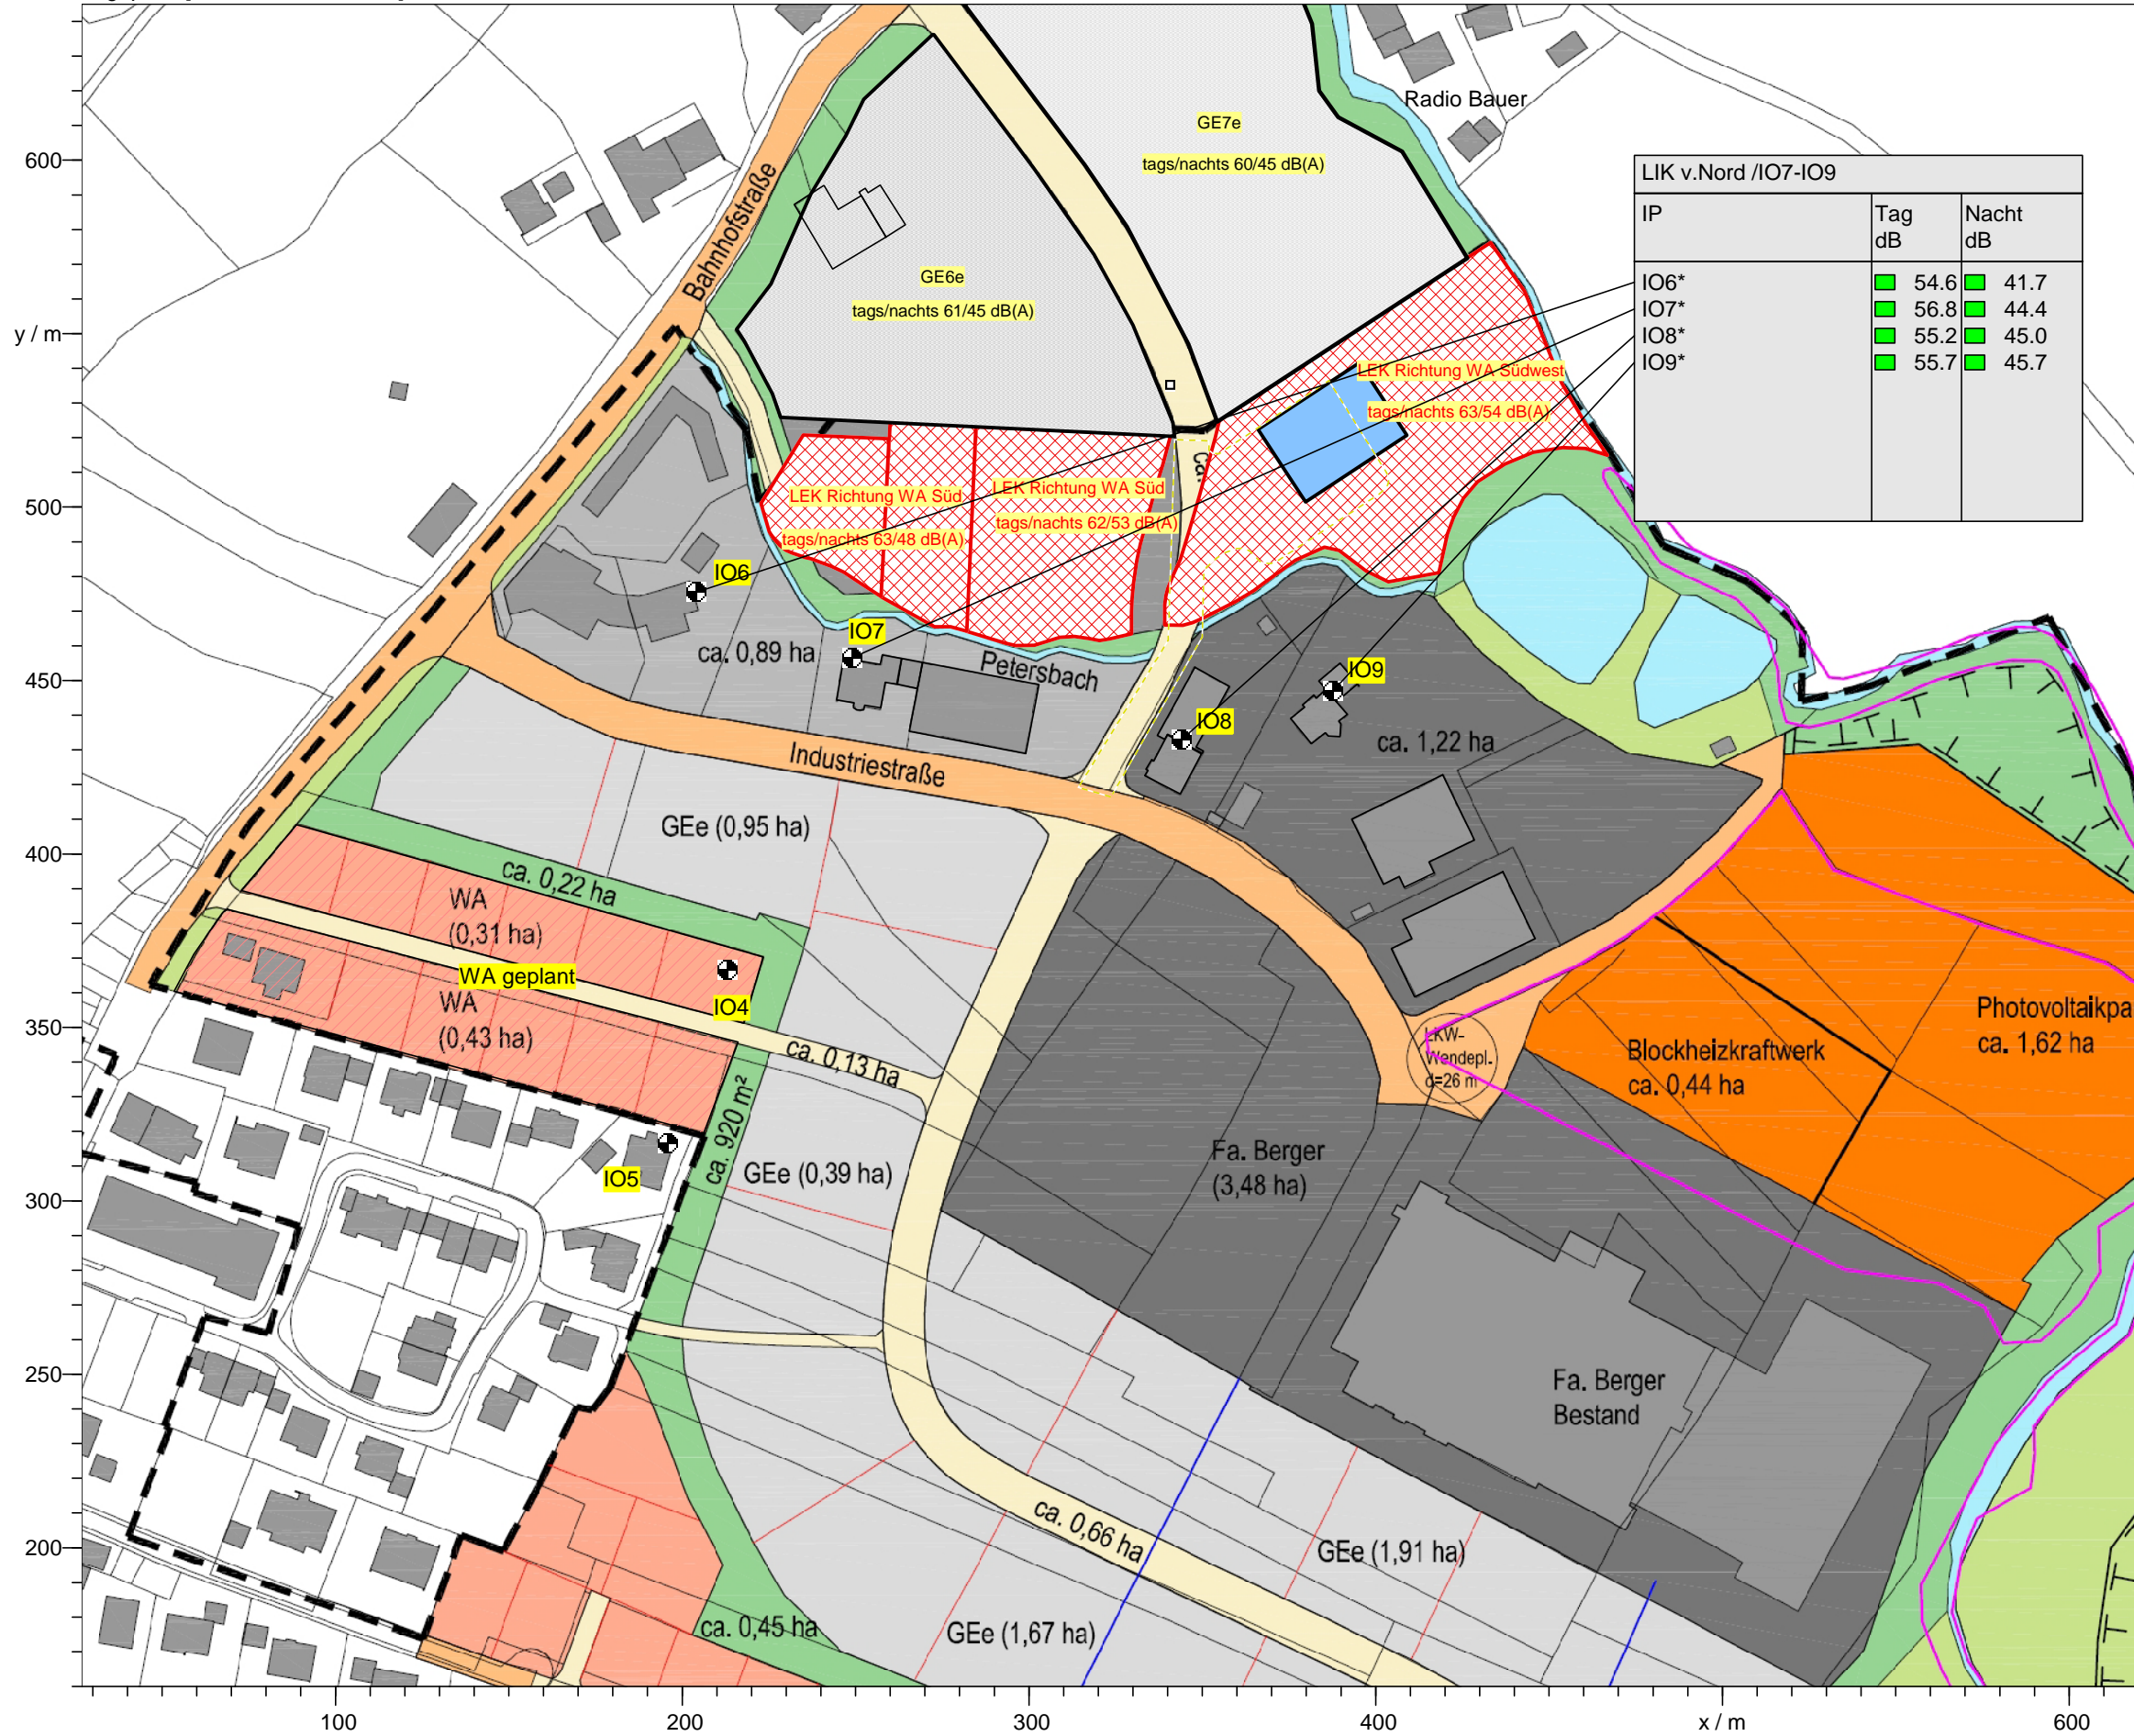 Radio Bauer
GE7e
tags/nachts 60/45 dB(A)
600
LIK v.Nord /IO7-IO9
IP
Tag
dB
Nacht
dB
IO6*
54.6
41.7
IO7*
56.8
44.4
IO8*
55.2
45.0
IO9*
55.7
45.7
Bahnhofstraße
GE6e
tags/nachts 61/45 dB(A)
y / m
LEK Richtung WA Südwest
tags/nachts 63/54 dB(A)
ca.
LEK Richtung WA Süd
tags/nachts 63/48 dB(A)
LEK Richtung WA Süd
tags/nachts 62/53 dB(A)
500
IO6
IO7
ca. 0,89 ha
Petersbach
450
IO9
IO8
ca. 1,22 ha
Industriestraße
GEe (0,95 ha)
400
ca. 0,22 ha
WA
(0,31 ha)
WA geplant
WA
(0,43 ha)
IO4
350
ca. 0,13 ha
LKW-
Wendepl.
d=26 m
Blockheizkraftwerk
ca. 0,44 ha
Photovoltaikpa
ca. 1,62 ha
ca. 920 m²
IO5
GEe (0,39 ha)
Fa. Berger
(3,48 ha)
300
250
Fa. Berger
Bestand
200
ca. 0,66 ha
GEe (1,91 ha)
ca. 0,45 ha
GEe (1,67 ha)
100
200
300
400
x / m
600